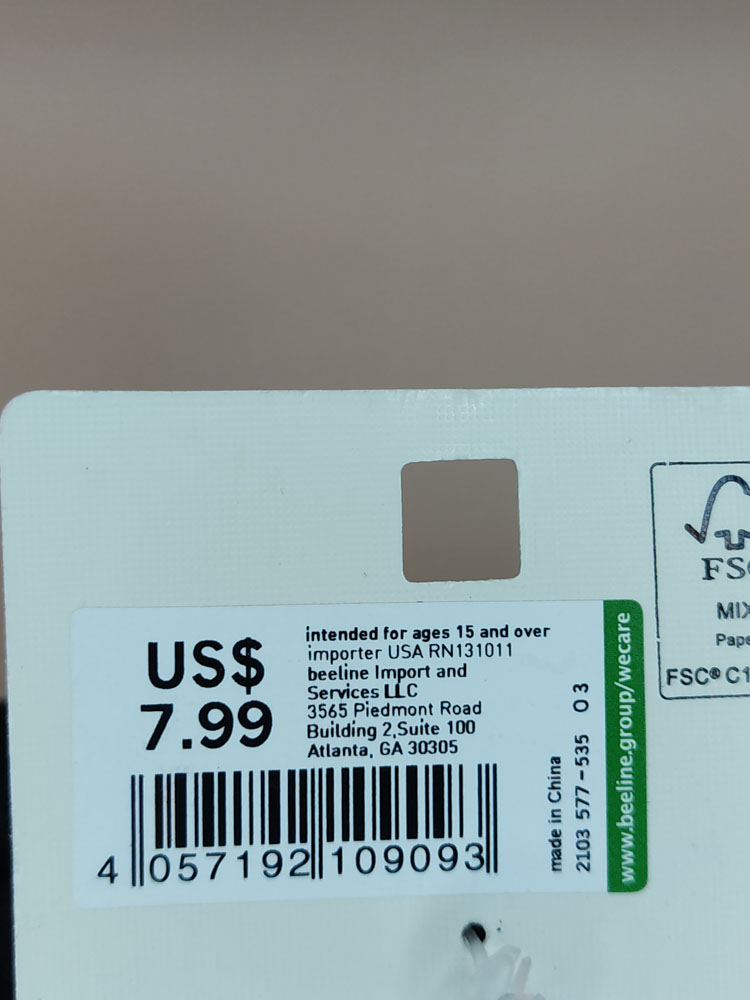 US$
7.99
intended for ages 15 and over
importer USA RN131011
beeline Import and
Services LLC
3565 Piedmont Road
Building 2,Suite 100
Atlanta, GA 30305
4 057192 109093
made in China
2103 577-535 03
www.beeline.group/wecare
FSC
FSC® C1